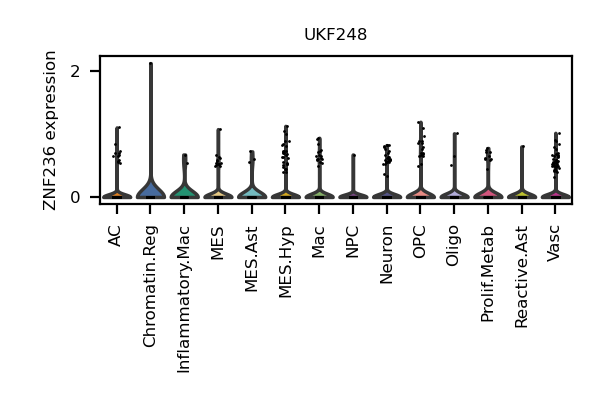 UKF248
ZNF236 expression
2
0
AC
Chromatin.Reg
Inflammatory.Mac
MES
MES.Ast
MES.Hyp
Mac
NPC
Neuron
OPC
Oligo
Prolif.Metab
Reactive.Ast
Vasc